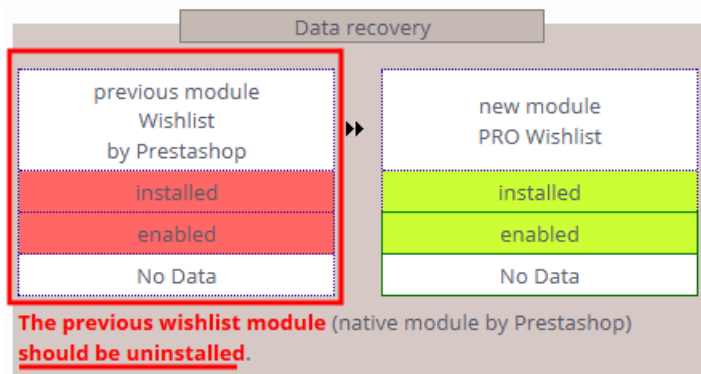 Data recovery
previous module
Wishlist
by Prestashop
installed
enabled
No Data
new module
PRO Wishlist
installed
enabled
No Data
The previous wishlist module (native module by Prestashop)
should be uninstalled.